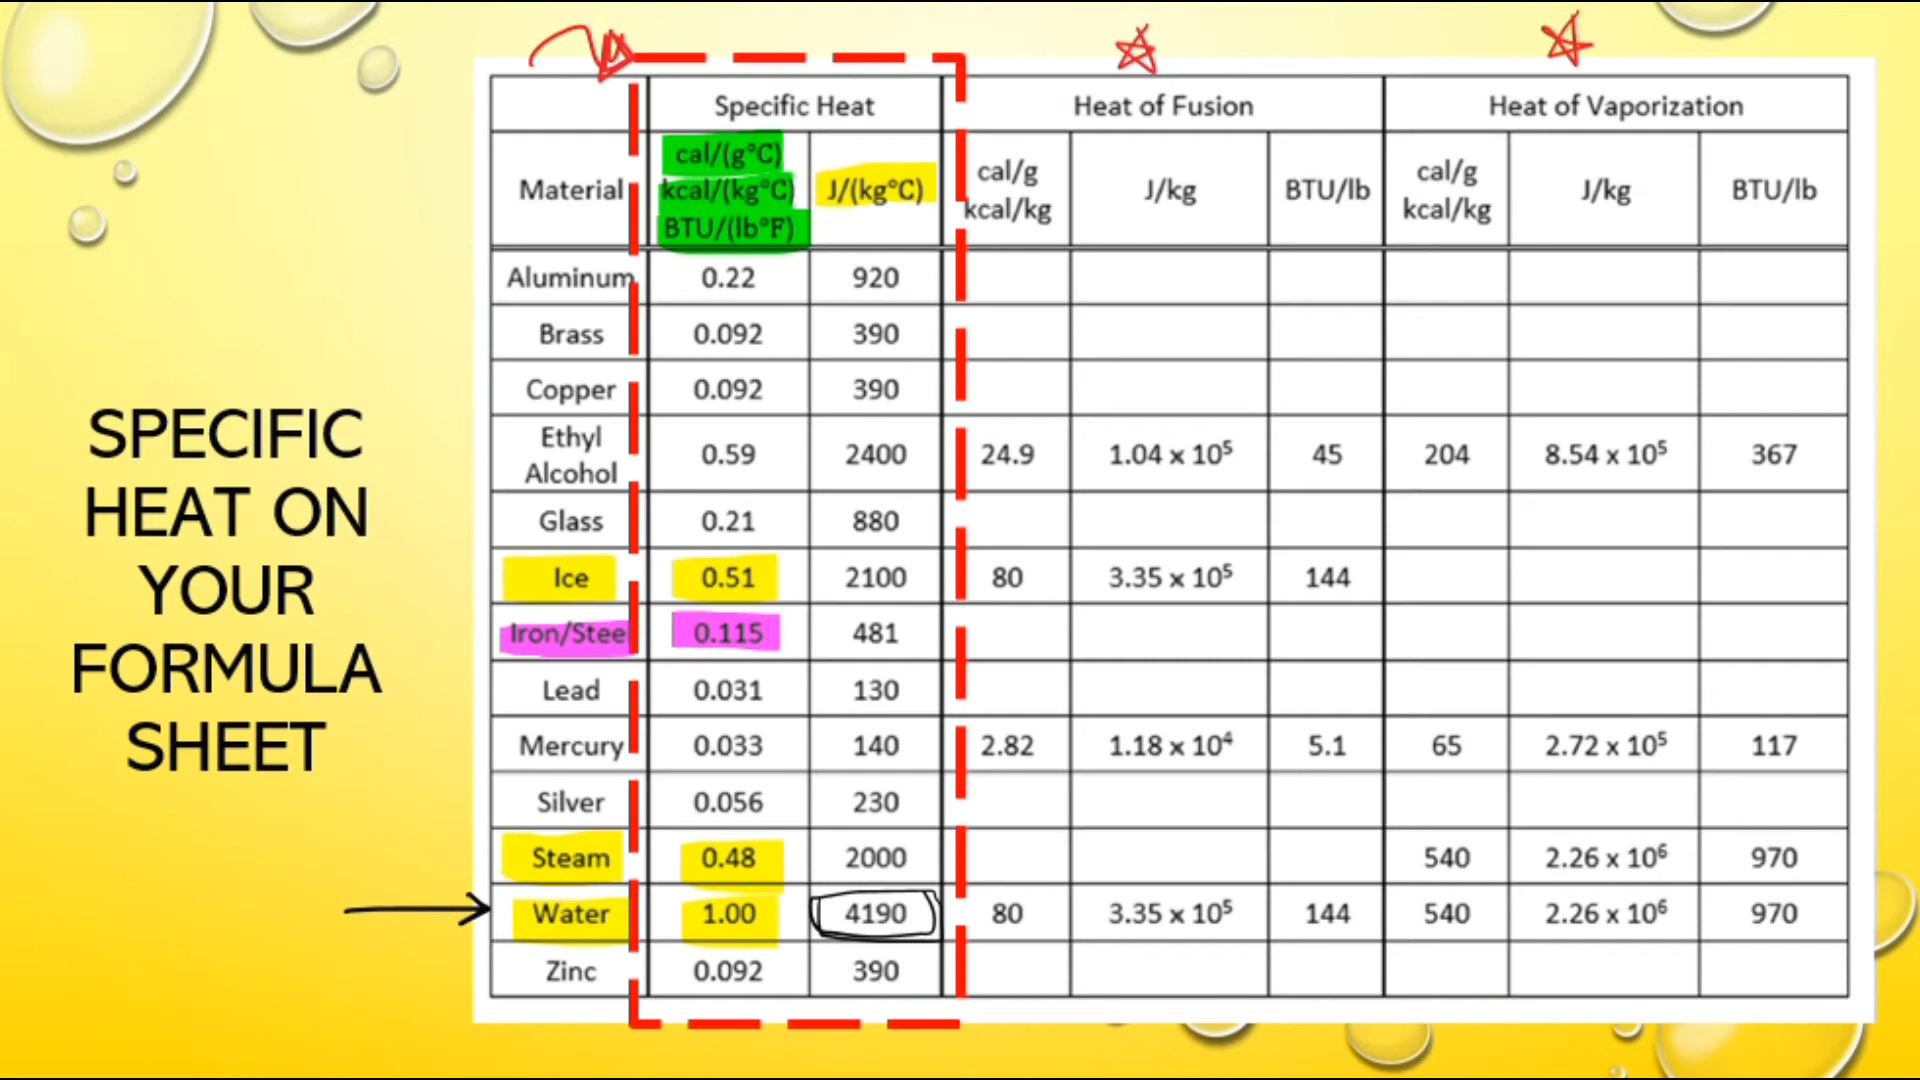 SPECIFIC
HEAT ON
YOUR
FORMULA
SHEET
Specific Heat Heat of Fusion Heat of Vaporization
Material cal/(g°C) kcal/(kg°C) BTU/(lb°F) J/(kg°C) cal/g kcal/kg J/kg BTU/lb cal/g kcal/kg J/kg BTU/lb
Aluminum 0.22 920
Brass 0.092 390
Copper 0.092 390
Ethyl Alcohol 0.59 2400 24.9 1.04 x 10⁵ 45 204 8.54 x 10⁵ 367
Glass 0.21 880
Ice 0.51 2100 80 3.35 x 10⁵ 144
Iron/Steel 0.115 481
Lead 0.031 130
Mercury 0.033 140 2.82 1.18 x 10⁴ 5.1 65 2.72 x 10⁵ 117
Silver 0.056 230
Steam 0.48 2000 540 2.26 x 10⁶ 970
Water 1.00 4190 80 3.35 x 10⁵ 144 540 2.26 x 10⁶ 970
Zinc 0.092 390